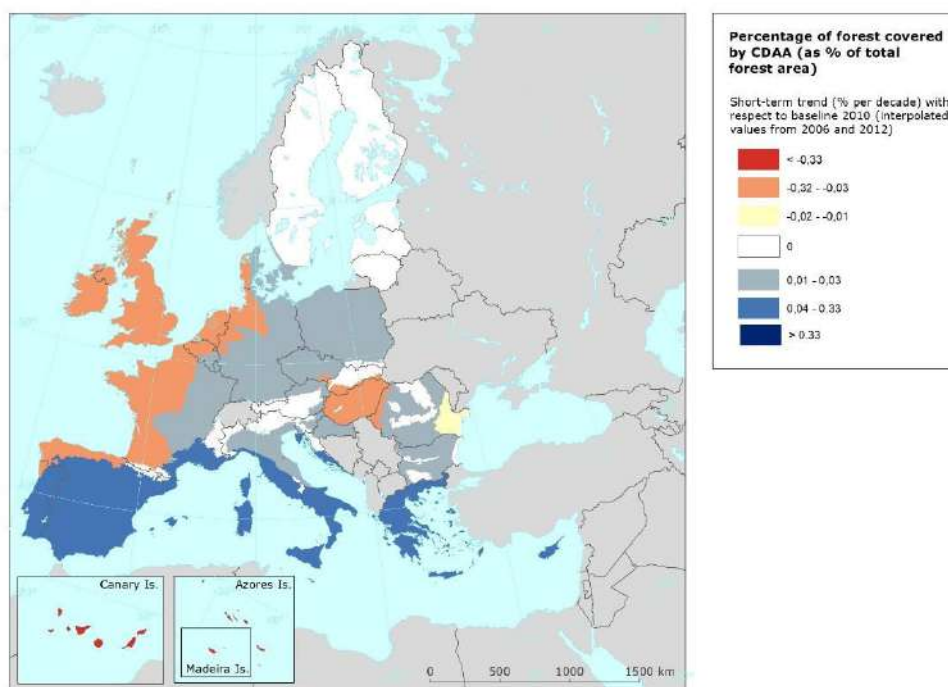 Percentage of forest covered
by CDAA (as % of total
forest area)
Short-term trend (% per decade) with
respect to baseline 2010 (interpolated
values from 2006 and 2012)
< -0,33
-0,32 - -0,03
-0,02 - -0,01
0
0,01 - 0,03
0,04 - 0,33
> 0,33
Canary Is.
Azores Is.
Madeira Is.
0 500 1000 1500 km